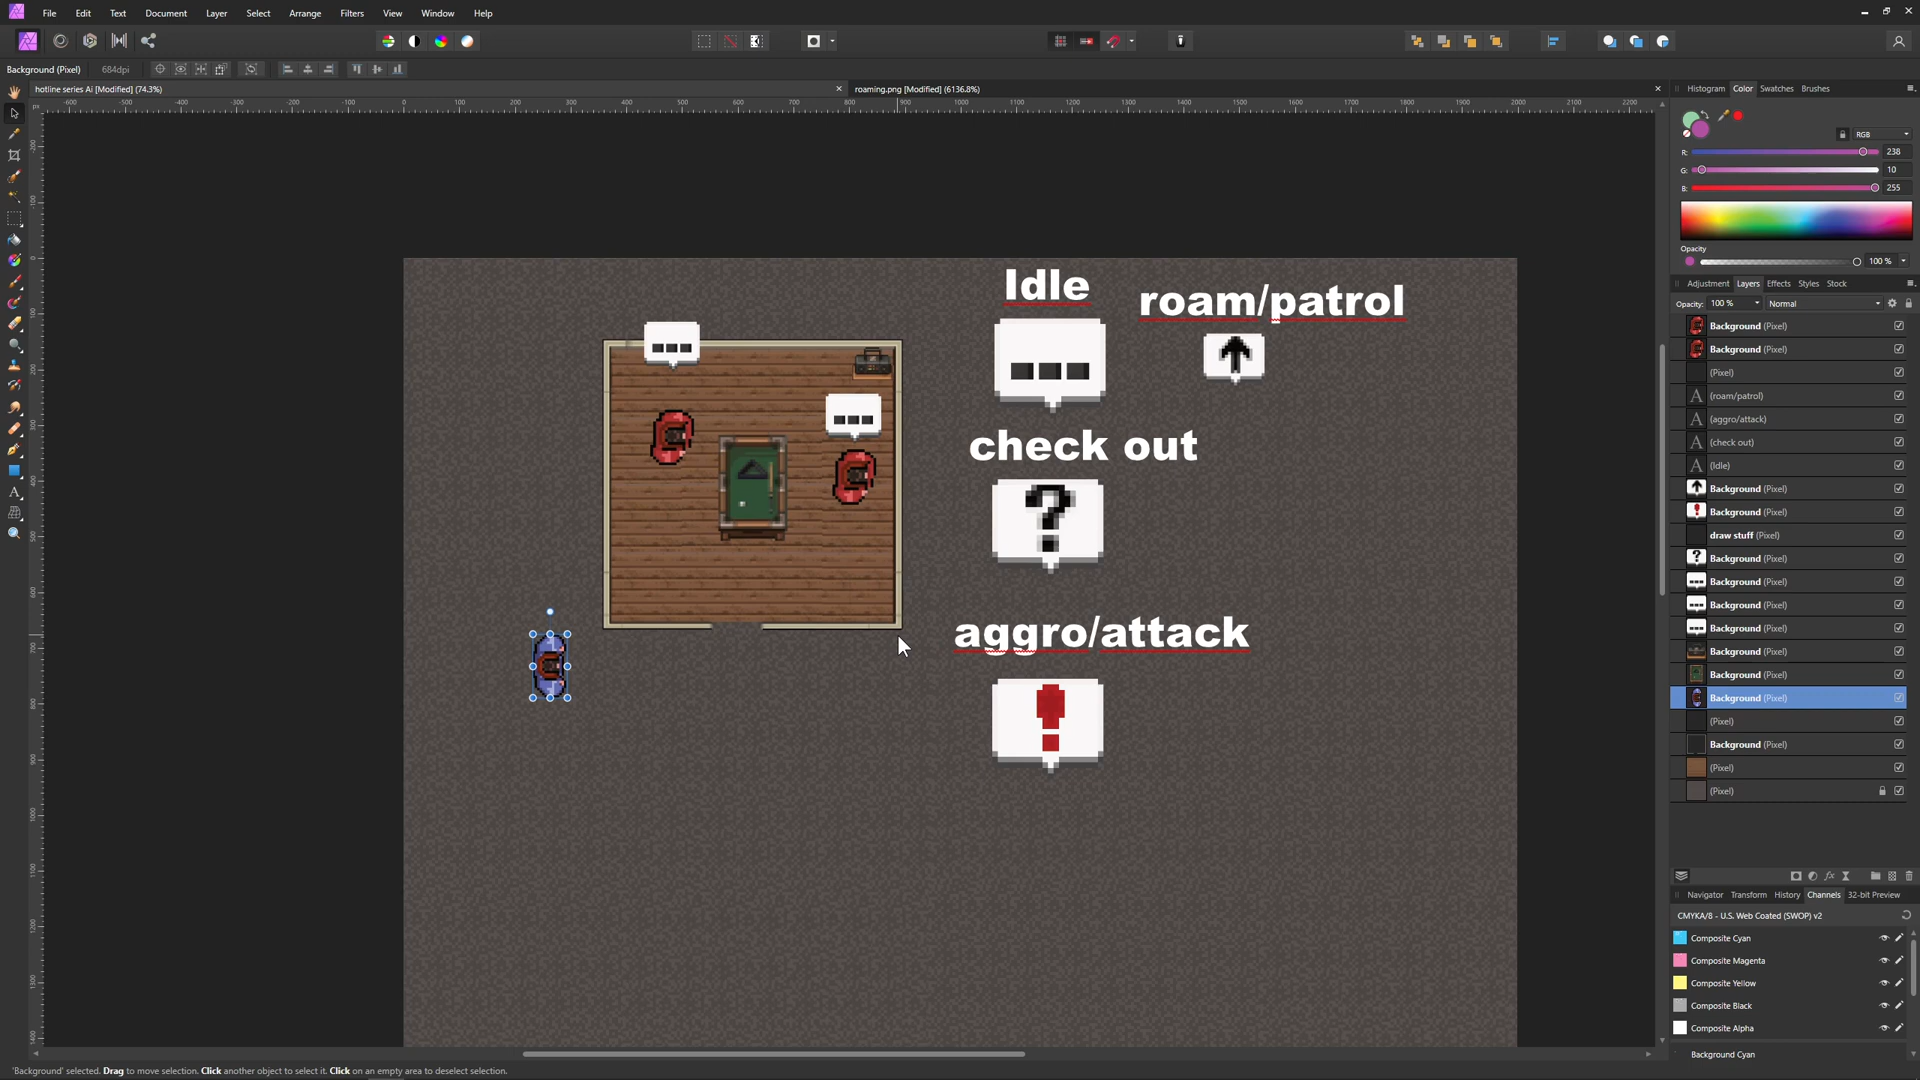 File Edit Text Document Layer Select Arrange Filters View Window Help
Background (Pixel) 684dpi
hotline series Ai [Modified] (74.3%)
roaming.png [Modified] (6136.8%)
Histogram Color Swatches Brushes
RGB
R: 238
G: 10
B: 255
Opacity
100 %
Adjustment Layers Effects Styles Stock
Opacity: 100 % Normal
Background (Pixel)
Background (Pixel)
(Pixel)
A (roam/patrol)
A (aggro/attack)
A (check out)
A (Idle)
Background (Pixel)
Background (Pixel)
draw stuff (Pixel)
Background (Pixel)
Background (Pixel)
Background (Pixel)
Background (Pixel)
Background (Pixel)
Background (Pixel)
Background (Pixel)
(Pixel)
Background (Pixel)
(Pixel)
(Pixel)
Navigator Transform History Channels 32-bit Preview
CMYKA/8 - U.S. Web Coated (SWOP) v2
Composite Cyan
Composite Magenta
Composite Yellow
Composite Black
Composite Alpha
Background Cyan
Idle
roam/patrol
check out
?
aggro/attack
!
'Background' selected. Drag to move selection. Click another object to select it. Click on an empty area to deselect selection.